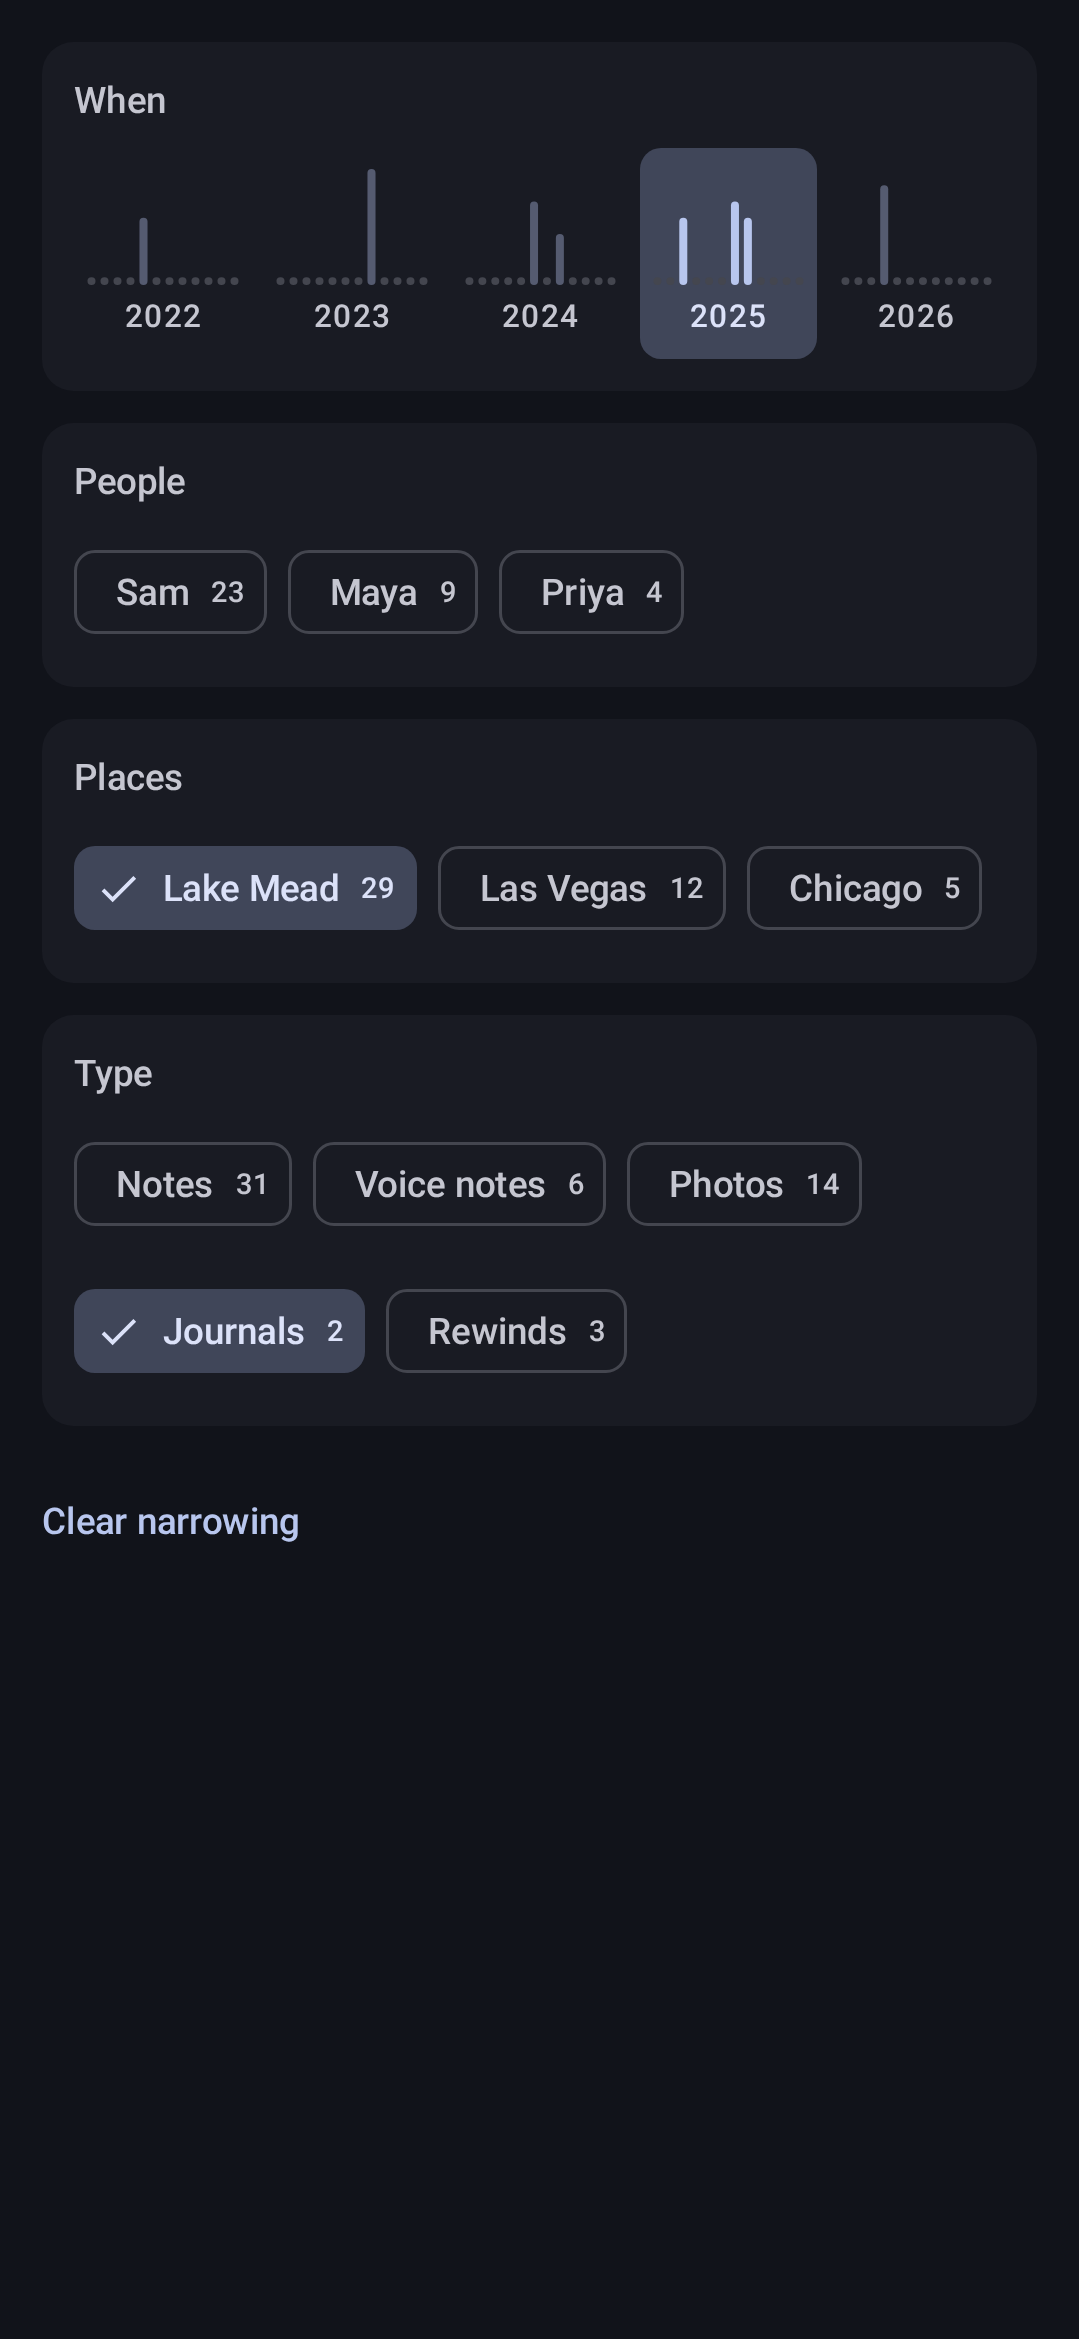 When
2022 2023 2024 2025 2026
People
Sam 23 Maya 9 Priya 4
Places
Lake Mead 29 Las Vegas 12 Chicago 5
Type
Notes 31 Voice notes 6 Photos 14
Journals 2 Rewinds 3
Clear narrowing